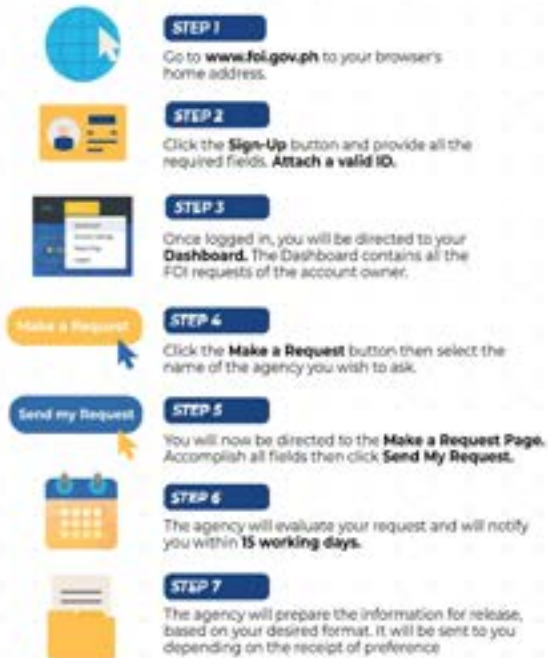 STEP 1
Go to www.foi.gov.ph to your browser's
home address.
STEP 2
Click the Sign-Up button and provide all the
required fields. Attach a valid ID.
STEP 3
Once logged in, you will be directed to your
Dashboard. The Dashboard contains all the
FOI requests of the account owner.
Make a Request
STEP 4
Click the Make a Request button then select the
name of the agency you wish to ask.
Send my Request
STEP 5
You will now be directed to the Make a Request Page.
Accomplish all fields then click Send My Request.
STEP 6
The agency will evaluate your request and will notify
you within 15 working days.
STEP 7
The agency will prepare the information for release,
based on your desired format. It will be sent to you
depending on the receipt of preference